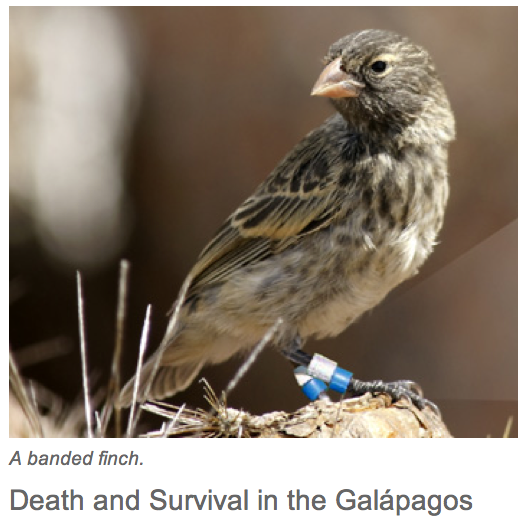 A banded finch.
Death and Survival in the Galápagos